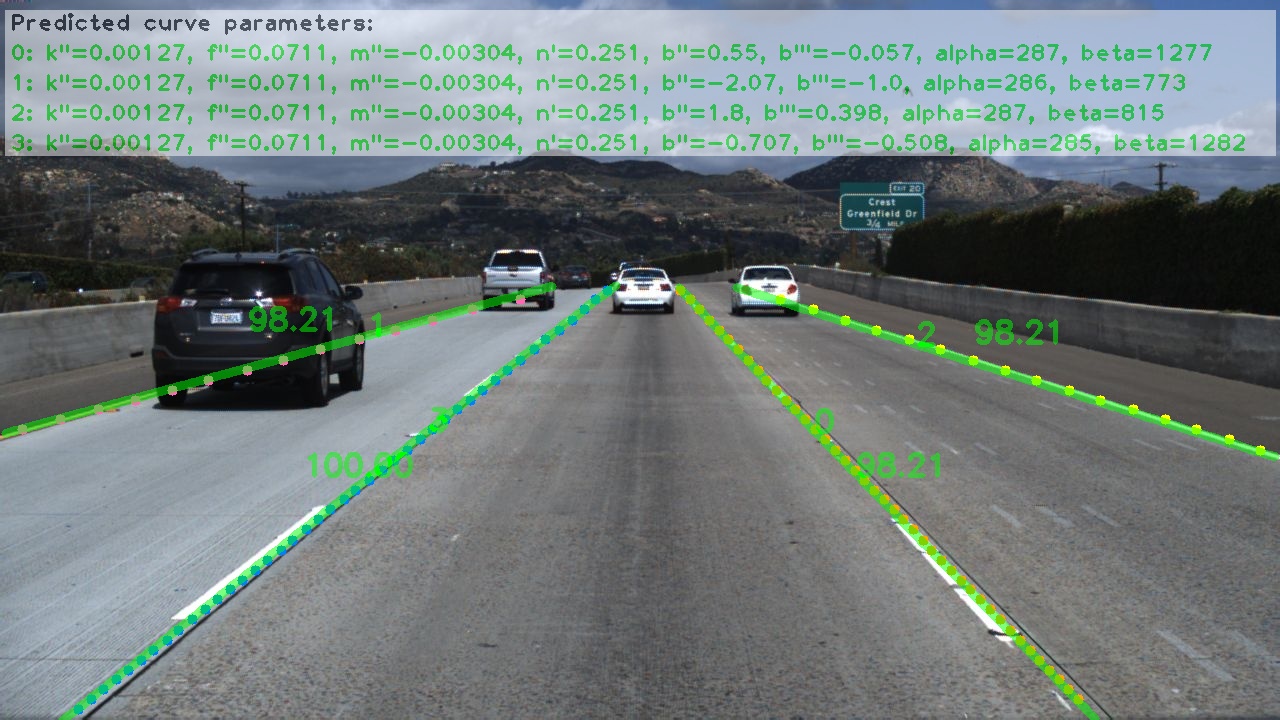 Predicted curve parameters:
0: k''=0.00127, f''=0.0711, m''=-0.00304, n'=0.251, b''=0.55, b'''=-0.057, alpha=287, beta=1277
1: k''=0.00127, f''=0.0711, m''=-0.00304, n'=0.251, b''=-2.07, b'''=-1.0, alpha=286, beta=773
2: k''=0.00127, f''=0.0711, m''=-0.00304, n'=0.251, b''=1.8, b'''=0.398, alpha=287, beta=815
3: k''=0.00127, f''=0.0711, m''=-0.00304, n'=0.251, b''=-0.707, b'''=-0.508, alpha=285, beta=1282
EXIT 20
Crest
Greenfield Dr
3/4 MILE
98.21 1
2 98.21
3
0
100.00
98.21